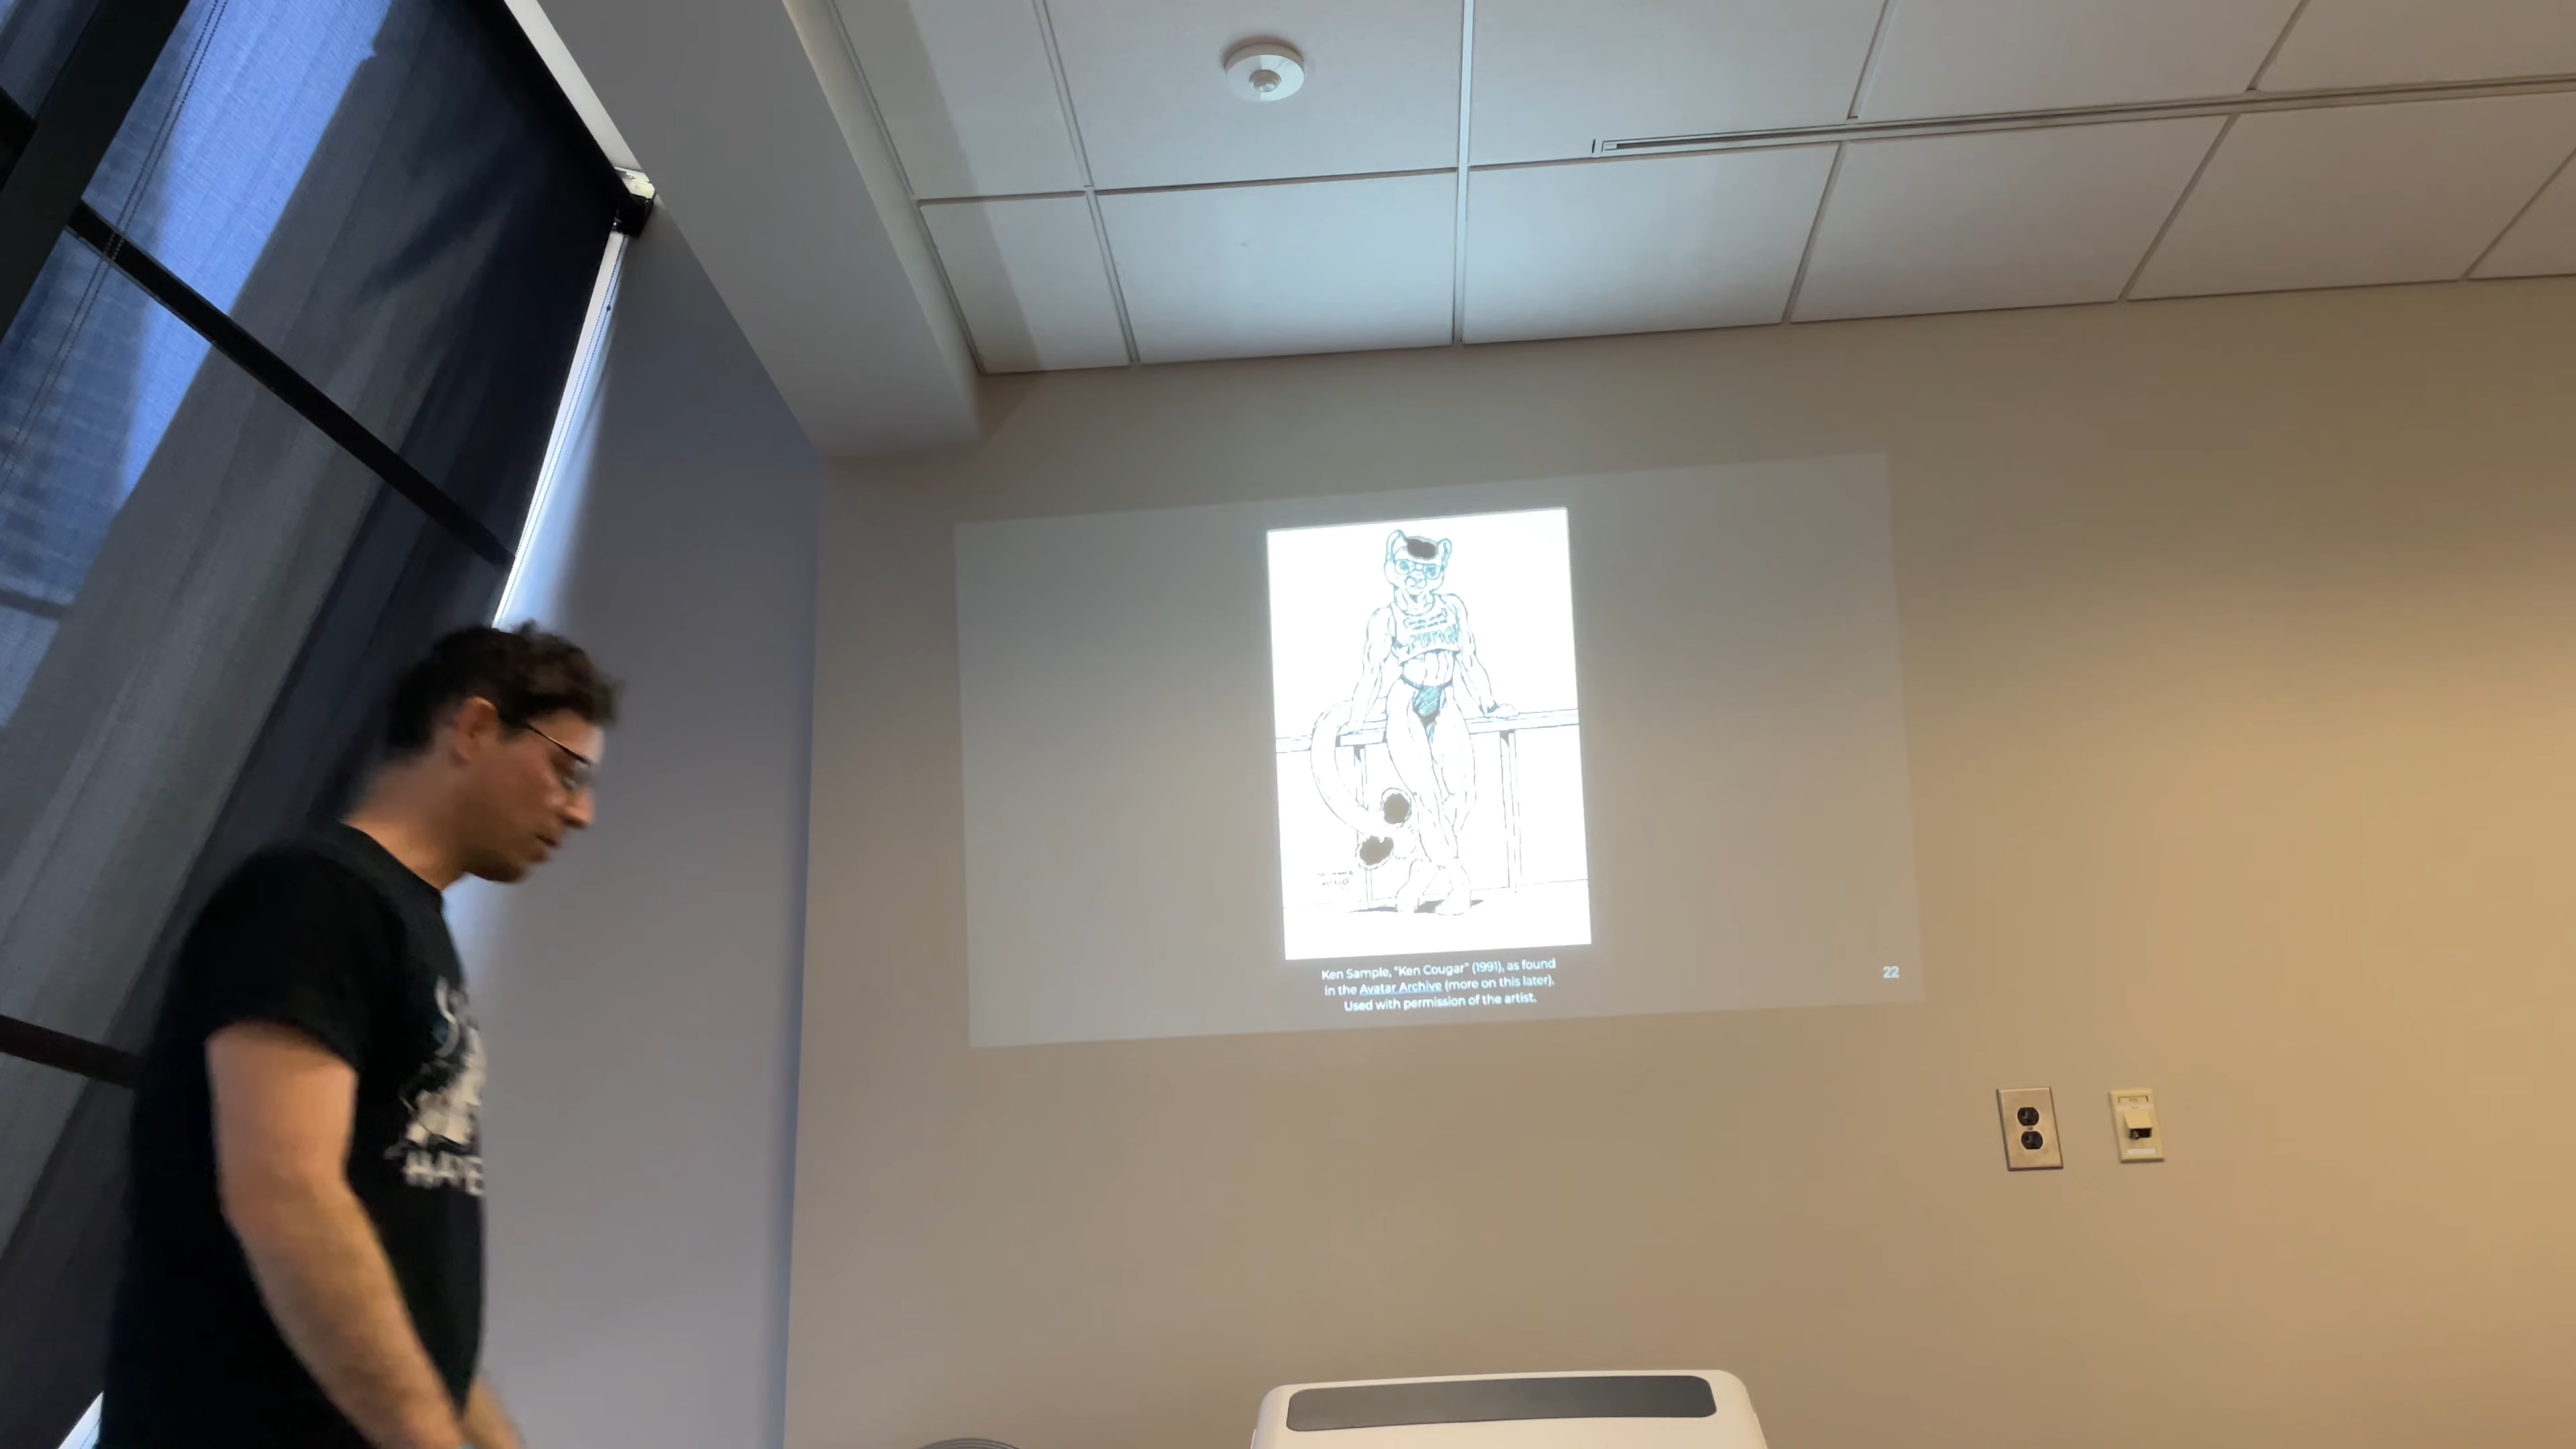 Ken Sample, "Ken Cougar" (1991), as found
in the Avatar Archive (more on this later).
Used with permission of the artist.
22